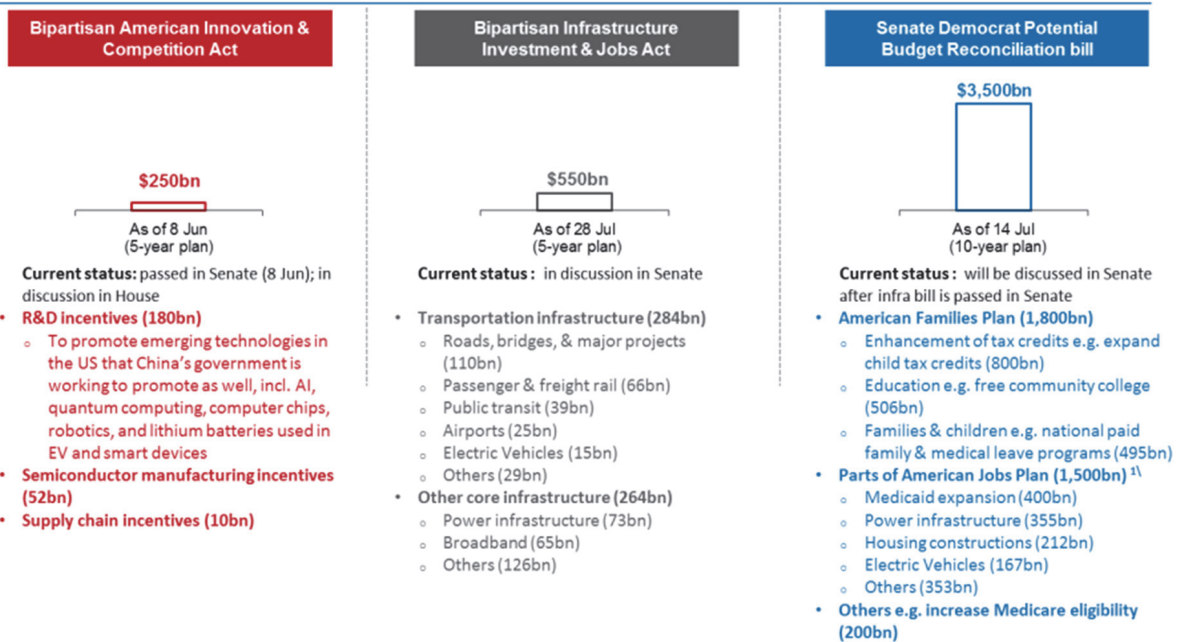 Bipartisan American Innovation &
Competition Act
$250bn
As of 8 Jun
(5-year plan)
Current status: passed in Senate (8 Jun); in
discussion in House
• R&D incentives (180bn)
o To promote emerging technologies in
the US that China's government is
working to promote as well, incl. AI,
quantum computing, computer chips,
robotics, and lithium batteries used in
EV and smart devices
• Semiconductor manufacturing incentives
(52bn)
• Supply chain incentives (10bn)
Bipartisan Infrastructure
Investment & Jobs Act
$550bn
As of 28 Jul
(5-year plan)
Current status : in discussion in Senate
• Transportation infrastructure (284bn)
o Roads, bridges, & major projects
(110bn)
o Passenger & freight rail (66bn)
o Public transit (39bn)
o Airports (25bn)
o Electric Vehicles (15bn)
o Others (29bn)
• Other core infrastructure (264bn)
o Power infrastructure (73bn)
o Broadband (65bn)
o Others (126bn)
Senate Democrat Potential
Budget Reconciliation bill
$3,500bn
As of 14 Jul
(10-year plan)
Current status : will be discussed in Senate
after infra bill is passed in Senate
• American Families Plan (1,800bn)
o Enhancement of tax credits e.g. expand
child tax credits (800bn)
o Education e.g. free community college
(506bn)
o Families & children e.g. national paid
family & medical leave programs (495bn)
• Parts of American Jobs Plan (1,500bn) 1\
o Medicaid expansion (400bn)
o Power infrastructure (355bn)
o Housing constructions (212bn)
o Electric Vehicles (167bn)
o Others (353bn)
• Others e.g. increase Medicare eligibility
(200bn)